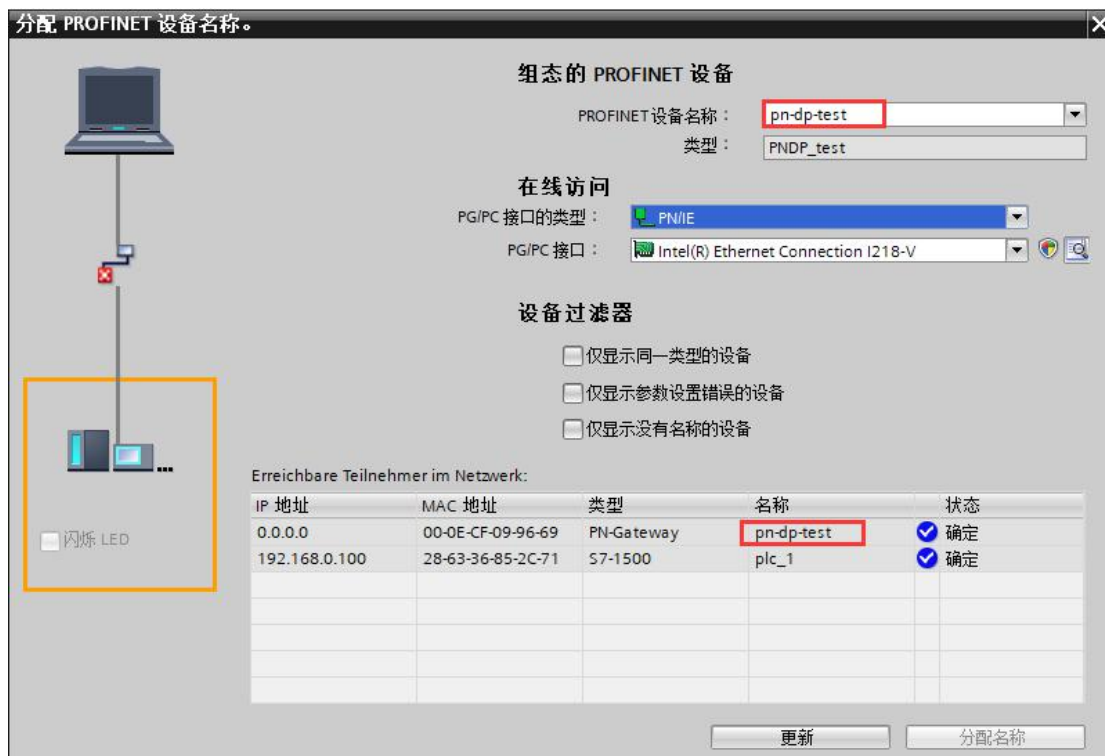 分配 PROFINET 设备名称。
组态的 PROFINET 设备
PROFINET设备名称： pn-dp-test
类型： PNDP_test
在线访问
PG/PC 接口的类型： PN/IE
PG/PC 接口： Intel(R) Ethernet Connection I218-V
设备过滤器
仅显示同一类型的设备
仅显示参数设置错误的设备
仅显示没有名称的设备
闪烁 LED
Erreichbare Teilnehmer im Netzwerk:
IP 地址 MAC 地址 类型 名称 状态
0.0.0.0 00-0E-CF-09-96-69 PN-Gateway pn-dp-test 确定
192.168.0.100 28-63-36-85-2C-71 S7-1500 plc_1 确定
更新 分配名称